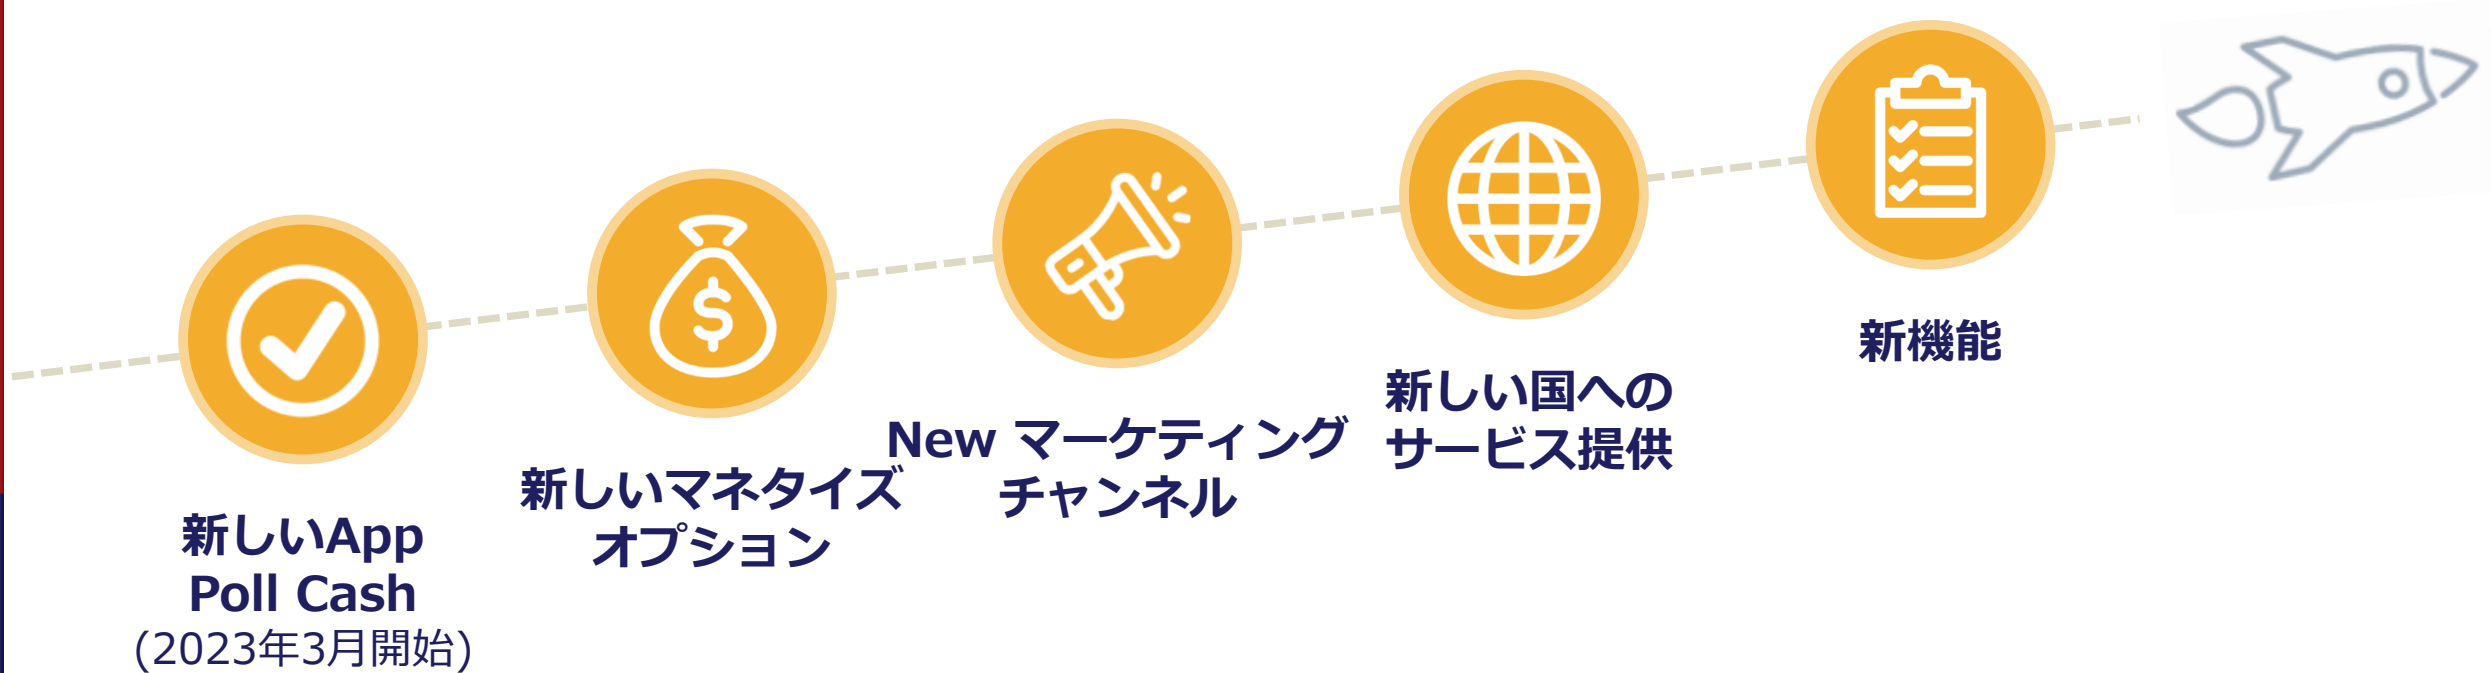 新しいApp
Poll Cash
(2023年3月開始)
新しいマネタイズ
オプション
New マーケティング
チャンネル
新しい国への
サービス提供
新機能